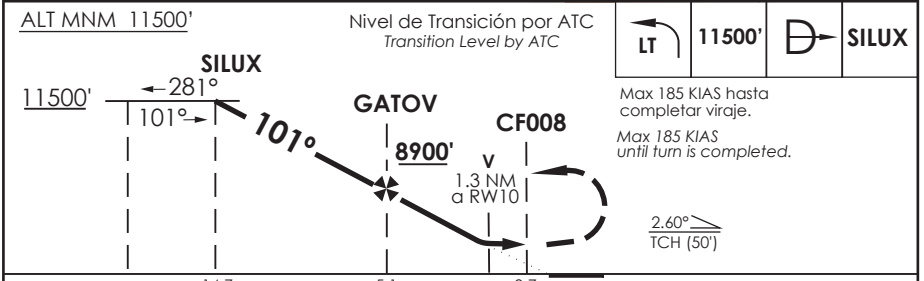 ALT MNM 11500'
Nivel de Transición por ATC
Transition Level by ATC
LT
11500'
D
SILUX
SILUX
11500'
281°
101°
101°
GATOV
8900'
CF008
V
1.3 NM
a RW10
Max 185 KIAS hasta
completar viraje.
Max 185 KIAS
until turn is completed.
2.60°
TCH (50')